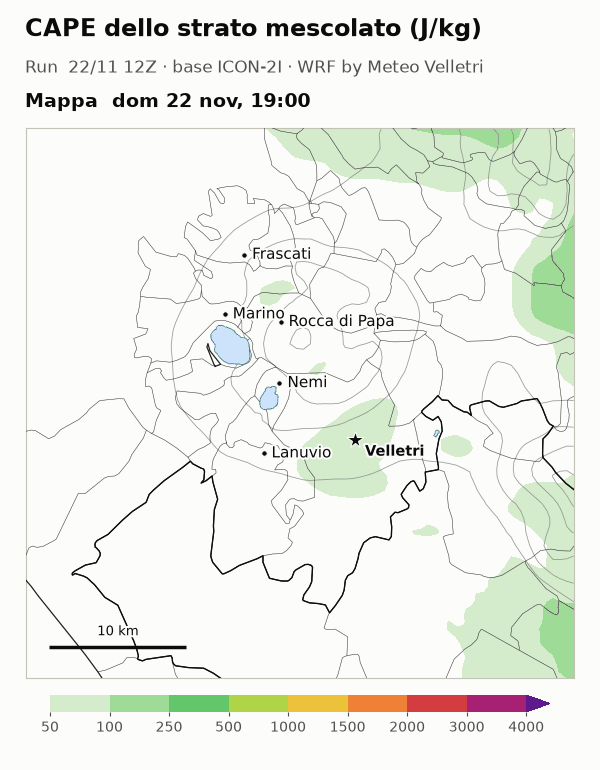 CAPE dello strato mescolato (J/kg)
Run  22/11 12Z · base ICON-2I · WRF by Meteo Velletri
Mappa  dom 22 nov, 19:00
Frascati
Marino
Rocca di Papa
Nemi
Velletri
Lanuvio
10 km
50 100 250 500 1000 1500 2000 3000 4000